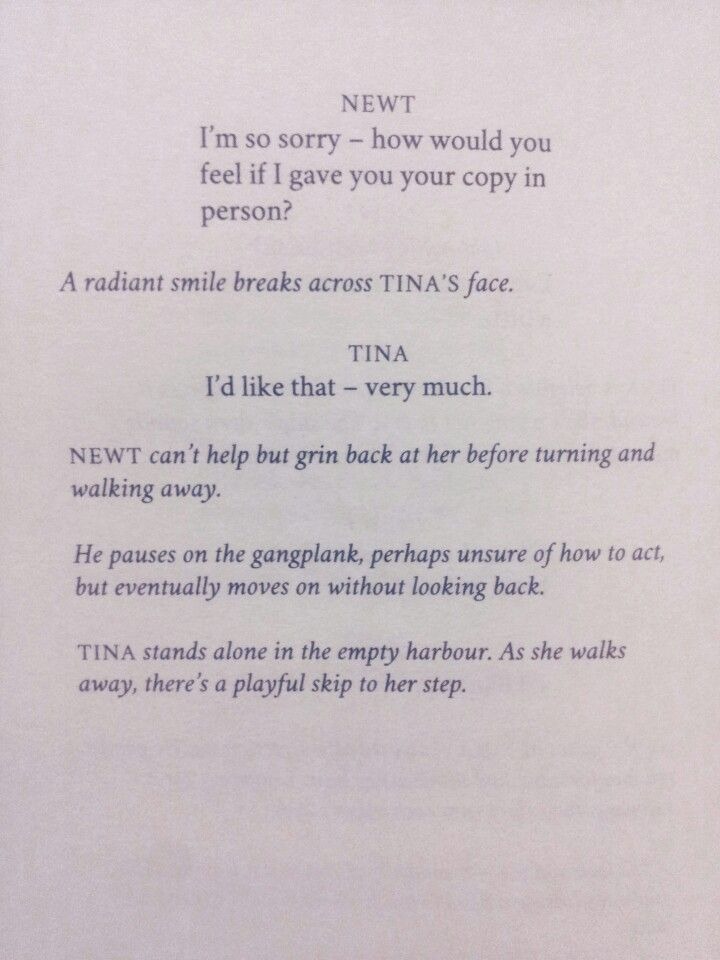 NEWT
I'm so sorry – how would you
feel if I gave you your copy in
person?
A radiant smile breaks across TINA'S face.
TINA
I'd like that – very much.
NEWT can't help but grin back at her before turning and
walking away.
He pauses on the gangplank, perhaps unsure of how to act,
but eventually moves on without looking back.
TINA stands alone in the empty harbour. As she walks
away, there's a playful skip to her step.